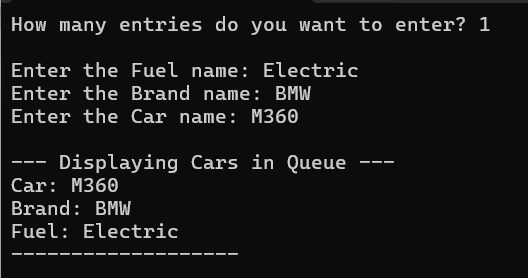 How many entries do you want to enter? 1
Enter the Fuel name: Electric
Enter the Brand name: BMW
Enter the Car name: M360
--- Displaying Cars in Queue ---
Car: M360
Brand: BMW
Fuel: Electric
-------------------